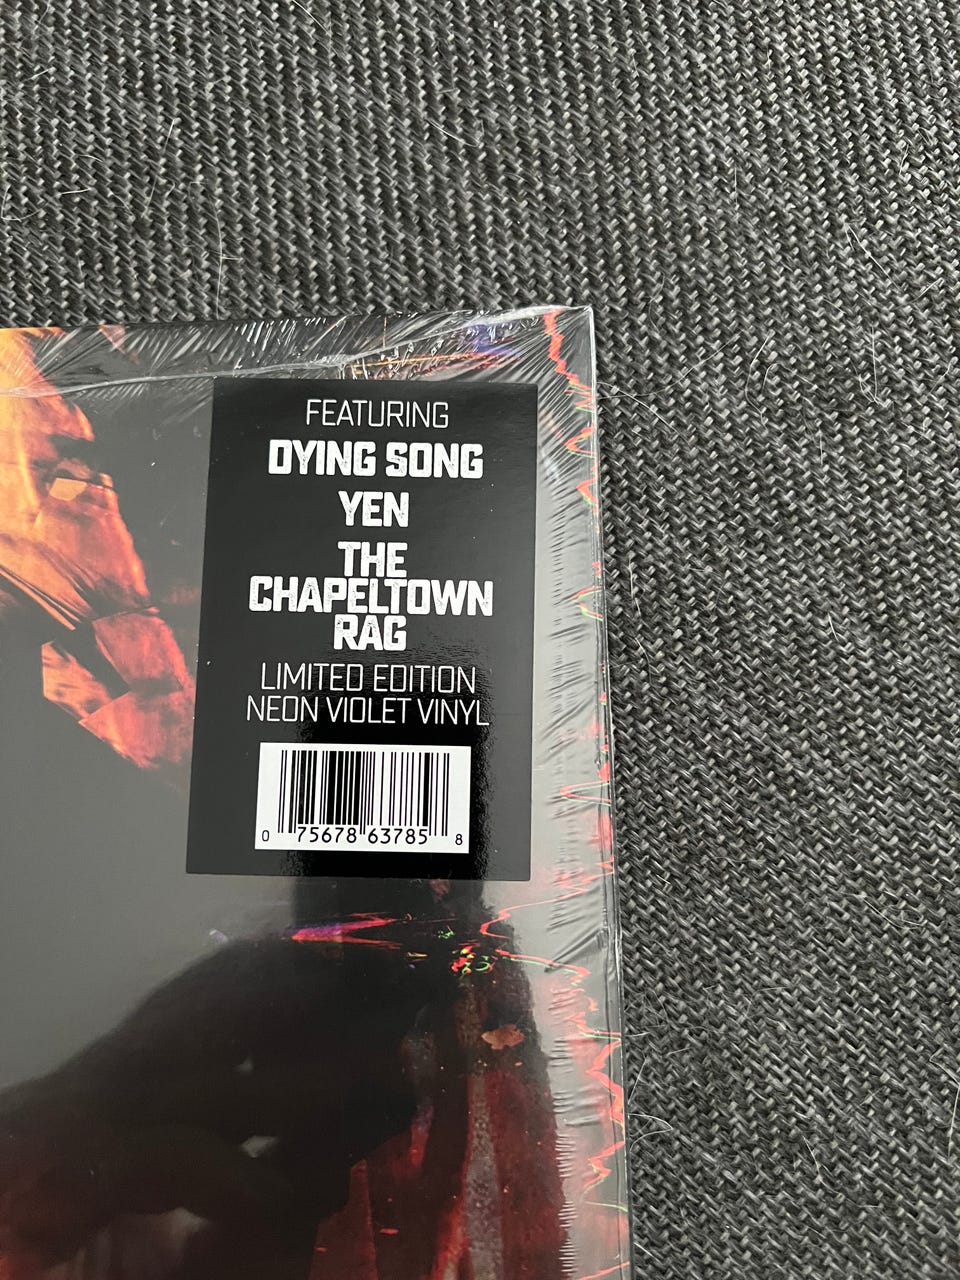 FEATURING
DYING SONG
YEN
THE
CHAPELTOWN
RAG
LIMITED EDITION
NEON VIOLET VINYL
0 75678 63785 8